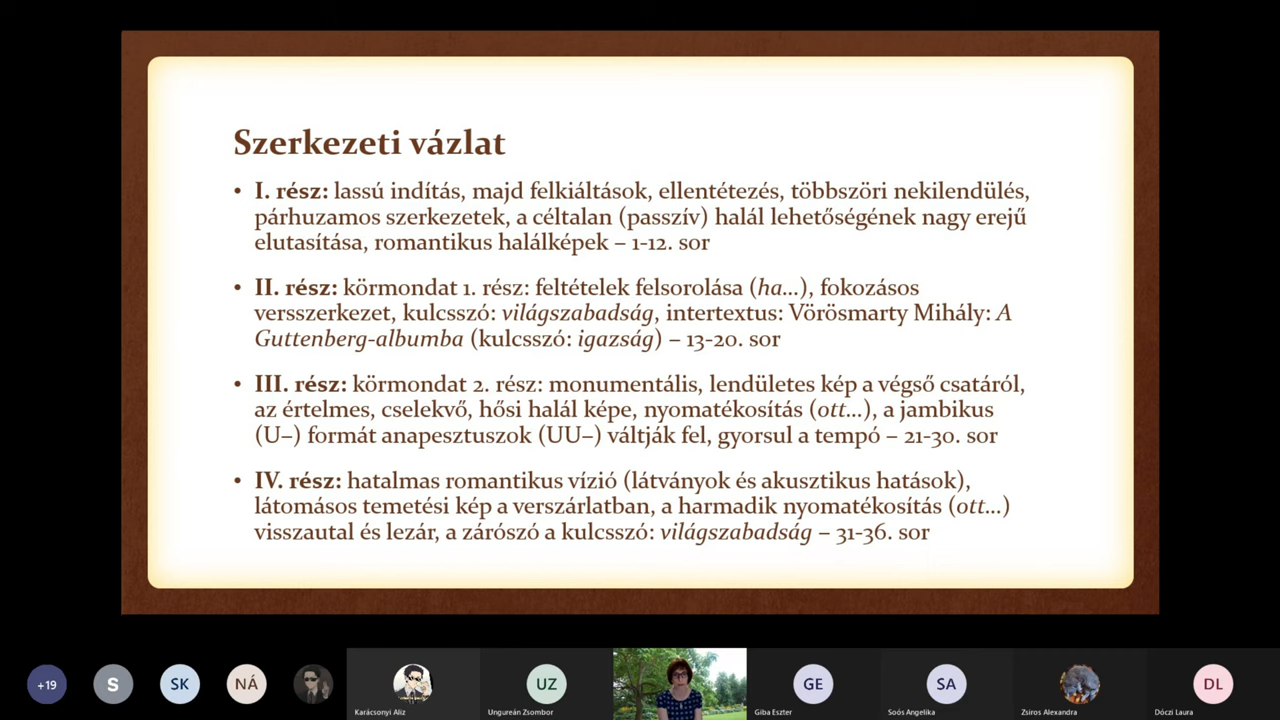 Szerkezeti vázlat
• I. rész: lassú indítás, majd felkiáltások, ellentétezés, többszöri nekilendülés,
párhuzamos szerkezetek, a céltalan (passzív) halál lehetőségének nagy erejű
elutasítása, romantikus halálképek – 1-12. sor
• II. rész: körmondat 1. rész: feltételek felsorolása (ha...), fokozásos
versszerkezet, kulcsszó: világszabadság, intertextus: Vörösmarty Mihály: A
Guttenberg-albumba (kulcsszó: igazság) – 13-20. sor
• III. rész: körmondat 2. rész: monumentális, lendületes kép a végső csatáról,
az értelmes, cselekvő, hősi halál képe, nyomatékosítás (ott...), a jambikus
(U–) formát anapesztuszok (UU–) váltják fel, gyorsul a tempó – 21-30. sor
• IV. rész: hatalmas romantikus vízió (látványok és akusztikus hatások),
látomásos temetési kép a verszárlatban, a harmadik nyomatékosítás (ott...)
visszautal és lezár, a zárószó a kulcsszó: világszabadság – 31-36. sor
+19
S
SK
NÁ
UZ
GE
SA
DL
Karácsonyi Aliz
Ungureán Zsombor
Giba Eszter
Soós Angelika
Zsiros Alexandra
Dóczi Laura